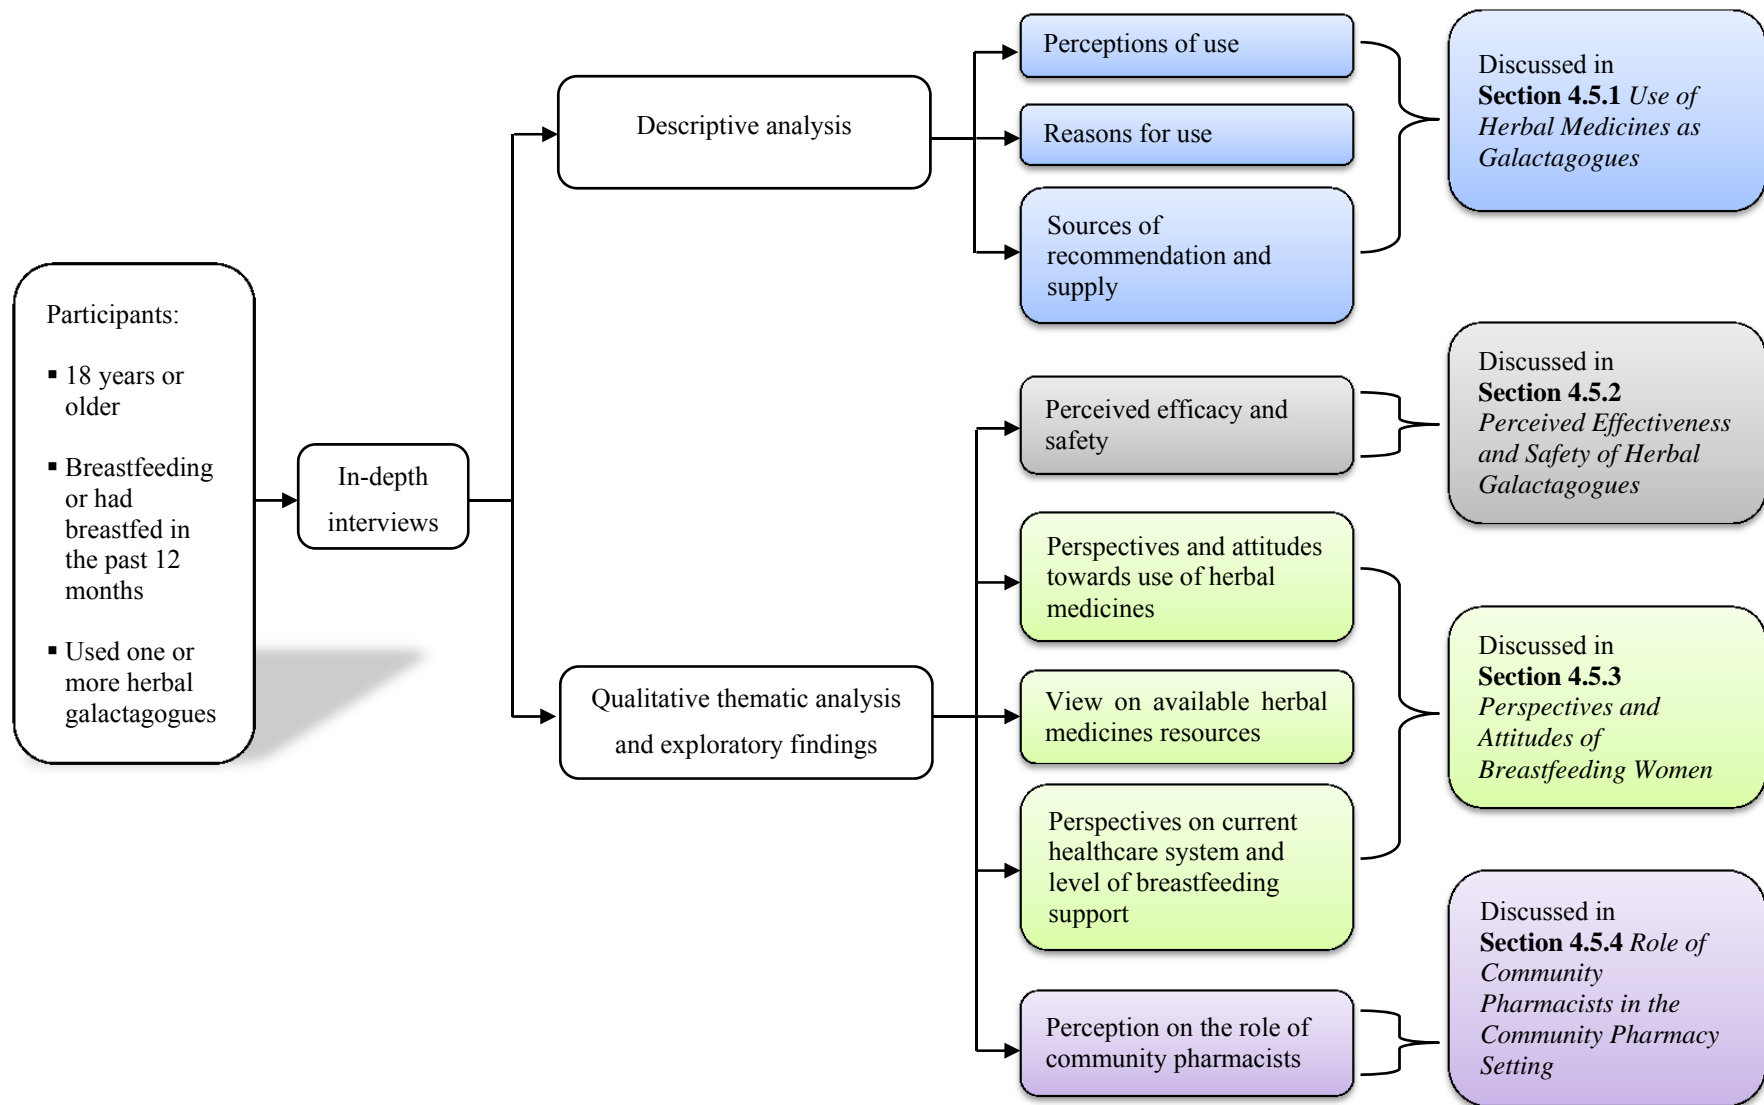 Participants:
▪ 18 years or
older
▪ Breastfeeding
or had
breastfed in
the past 12
months
▪ Used one or
more herbal
galactagogues
In-depth
interviews
Descriptive analysis
Perceptions of use
Reasons for use
Sources of
recommendation and
supply
Discussed in
Section 4.5.1 Use of
Herbal Medicines as
Galactagogues
Qualitative thematic analysis
and exploratory findings
Perceived efficacy and
safety
Discussed in
Section 4.5.2
Perceived Effectiveness
and Safety of Herbal
Galactagogues
Perspectives and attitudes
towards use of herbal
medicines
View on available herbal
medicines resources
Perspectives on current
healthcare system and
level of breastfeeding
support
Discussed in
Section 4.5.3
Perspectives and
Attitudes of
Breastfeeding Women
Perception on the role of
community pharmacists
Discussed in
Section 4.5.4 Role of
Community
Pharmacists in the
Community Pharmacy
Setting